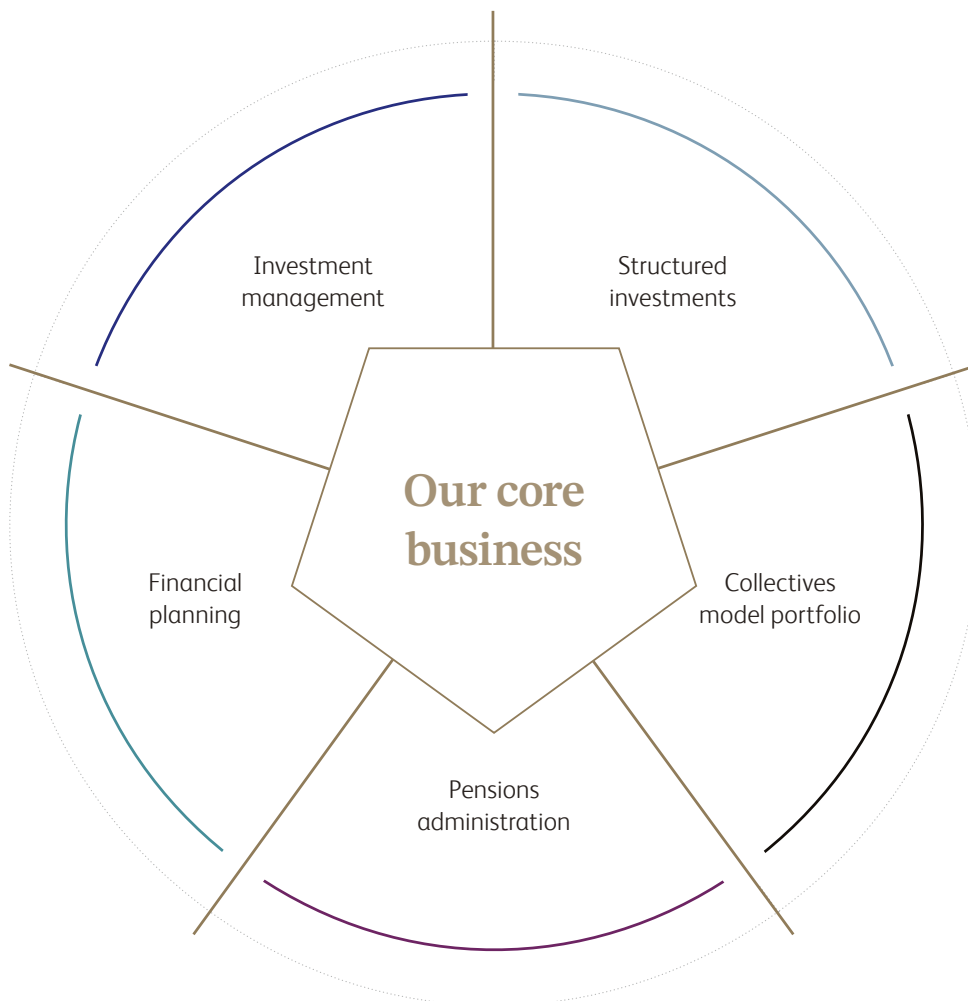 Investment
management
Structured
investments
Our core
business
Financial
planning
Collectives
model portfolio
Pensions
administration